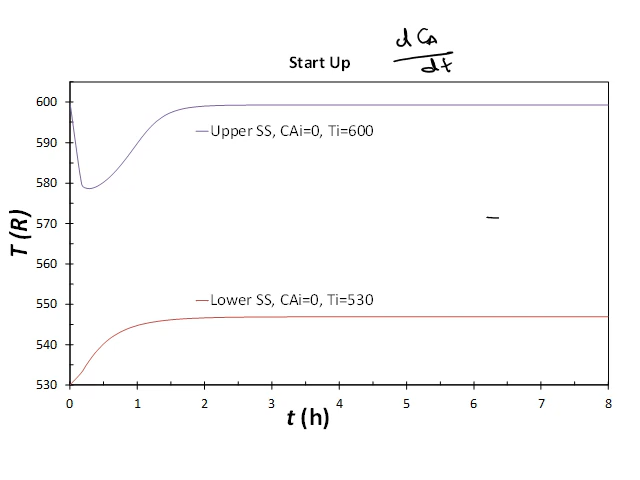 Start Up
dCA
dt
600
590
580
570
560
550
540
530
T (R)
Upper SS, CAi=0, Ti=600
Lower SS, CAi=0, Ti=530
0 1 2 3 4 5 6 7 8
t (h)